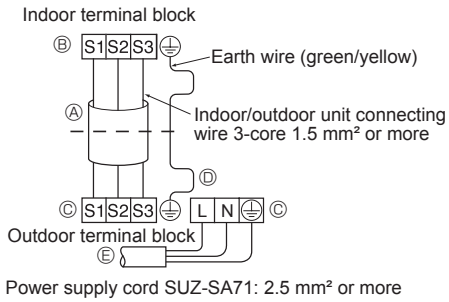 Indoor terminal block
Ⓑ S1 S2 S3
Earth wire (green/yellow)
Ⓐ
Indoor/outdoor unit connecting
wire 3-core 1.5 mm² or more
Ⓓ
Ⓒ S1 S2 S3 L N Ⓒ
Outdoor terminal block
Ⓔ
Power supply cord SUZ-SA71: 2.5 mm² or more